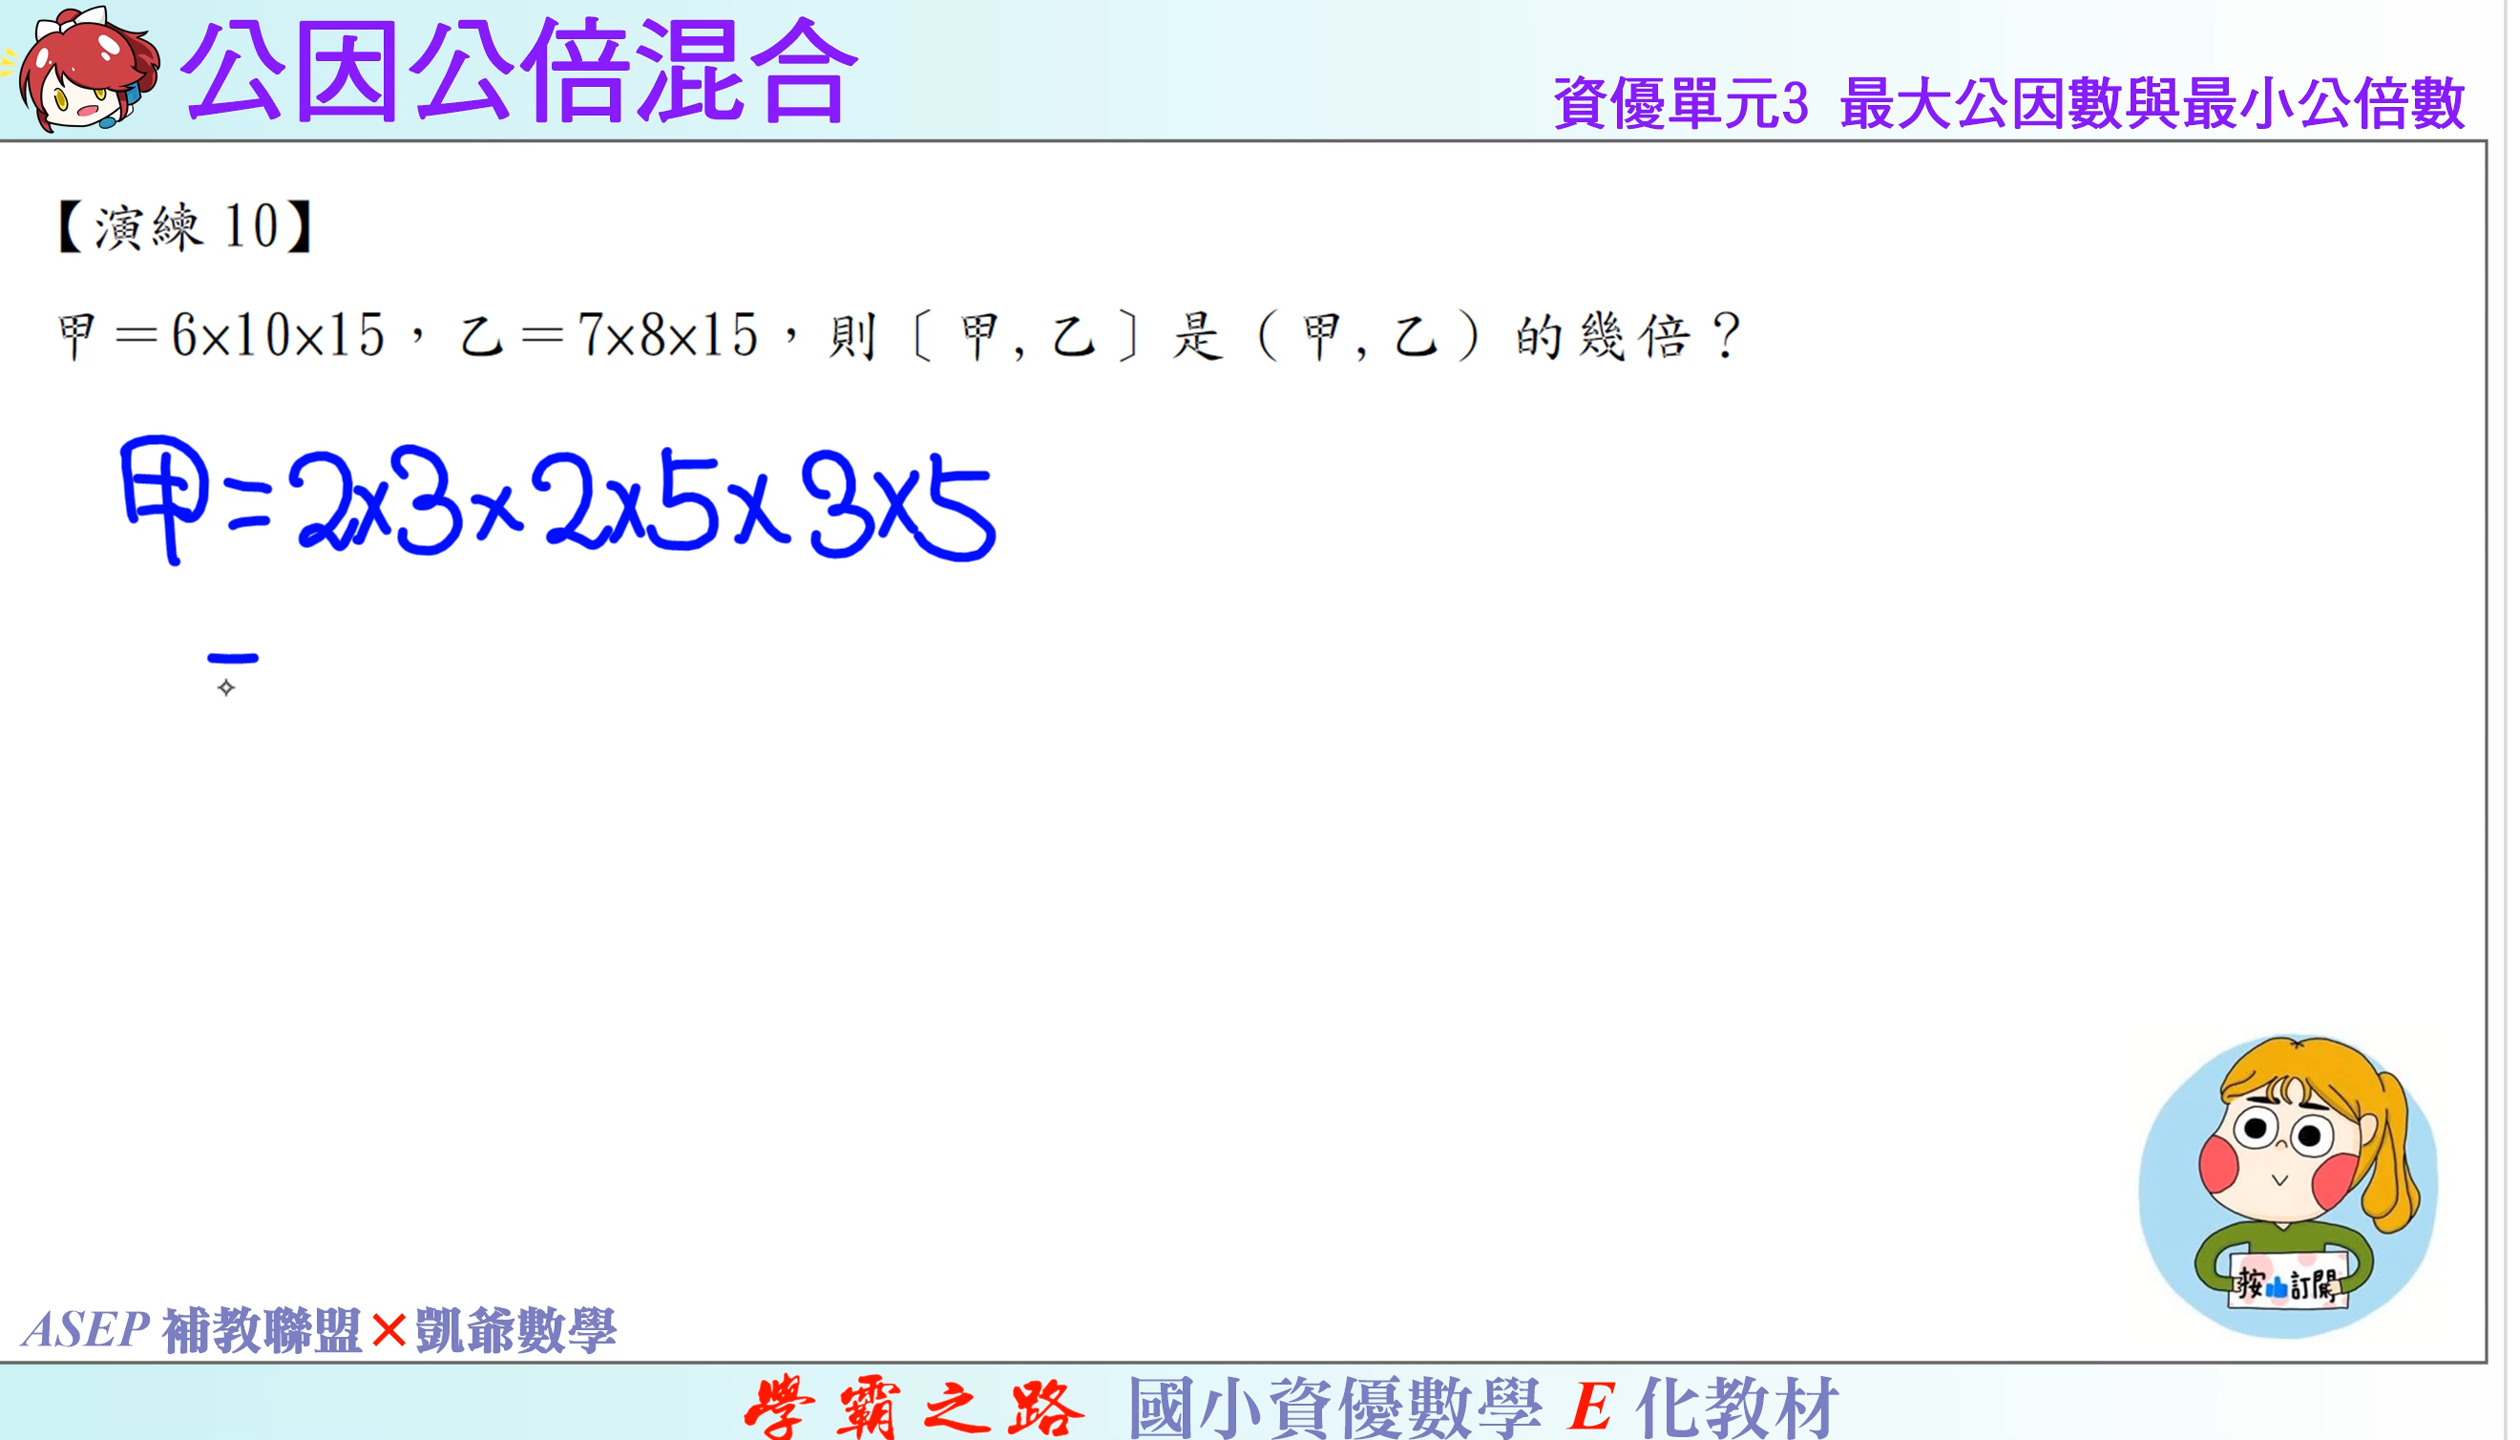 公因公倍混合
資優單元3 最大公因數與最小公倍數
【演練 10】
甲＝6×10×15，乙＝7×8×15，則〔甲,乙〕是（甲,乙）的幾倍？
甲=2×3×2×5×3×5
按訂閱
ASEP 補教聯盟×凱爺數學
學霸之路 國小資優數學 E 化教材